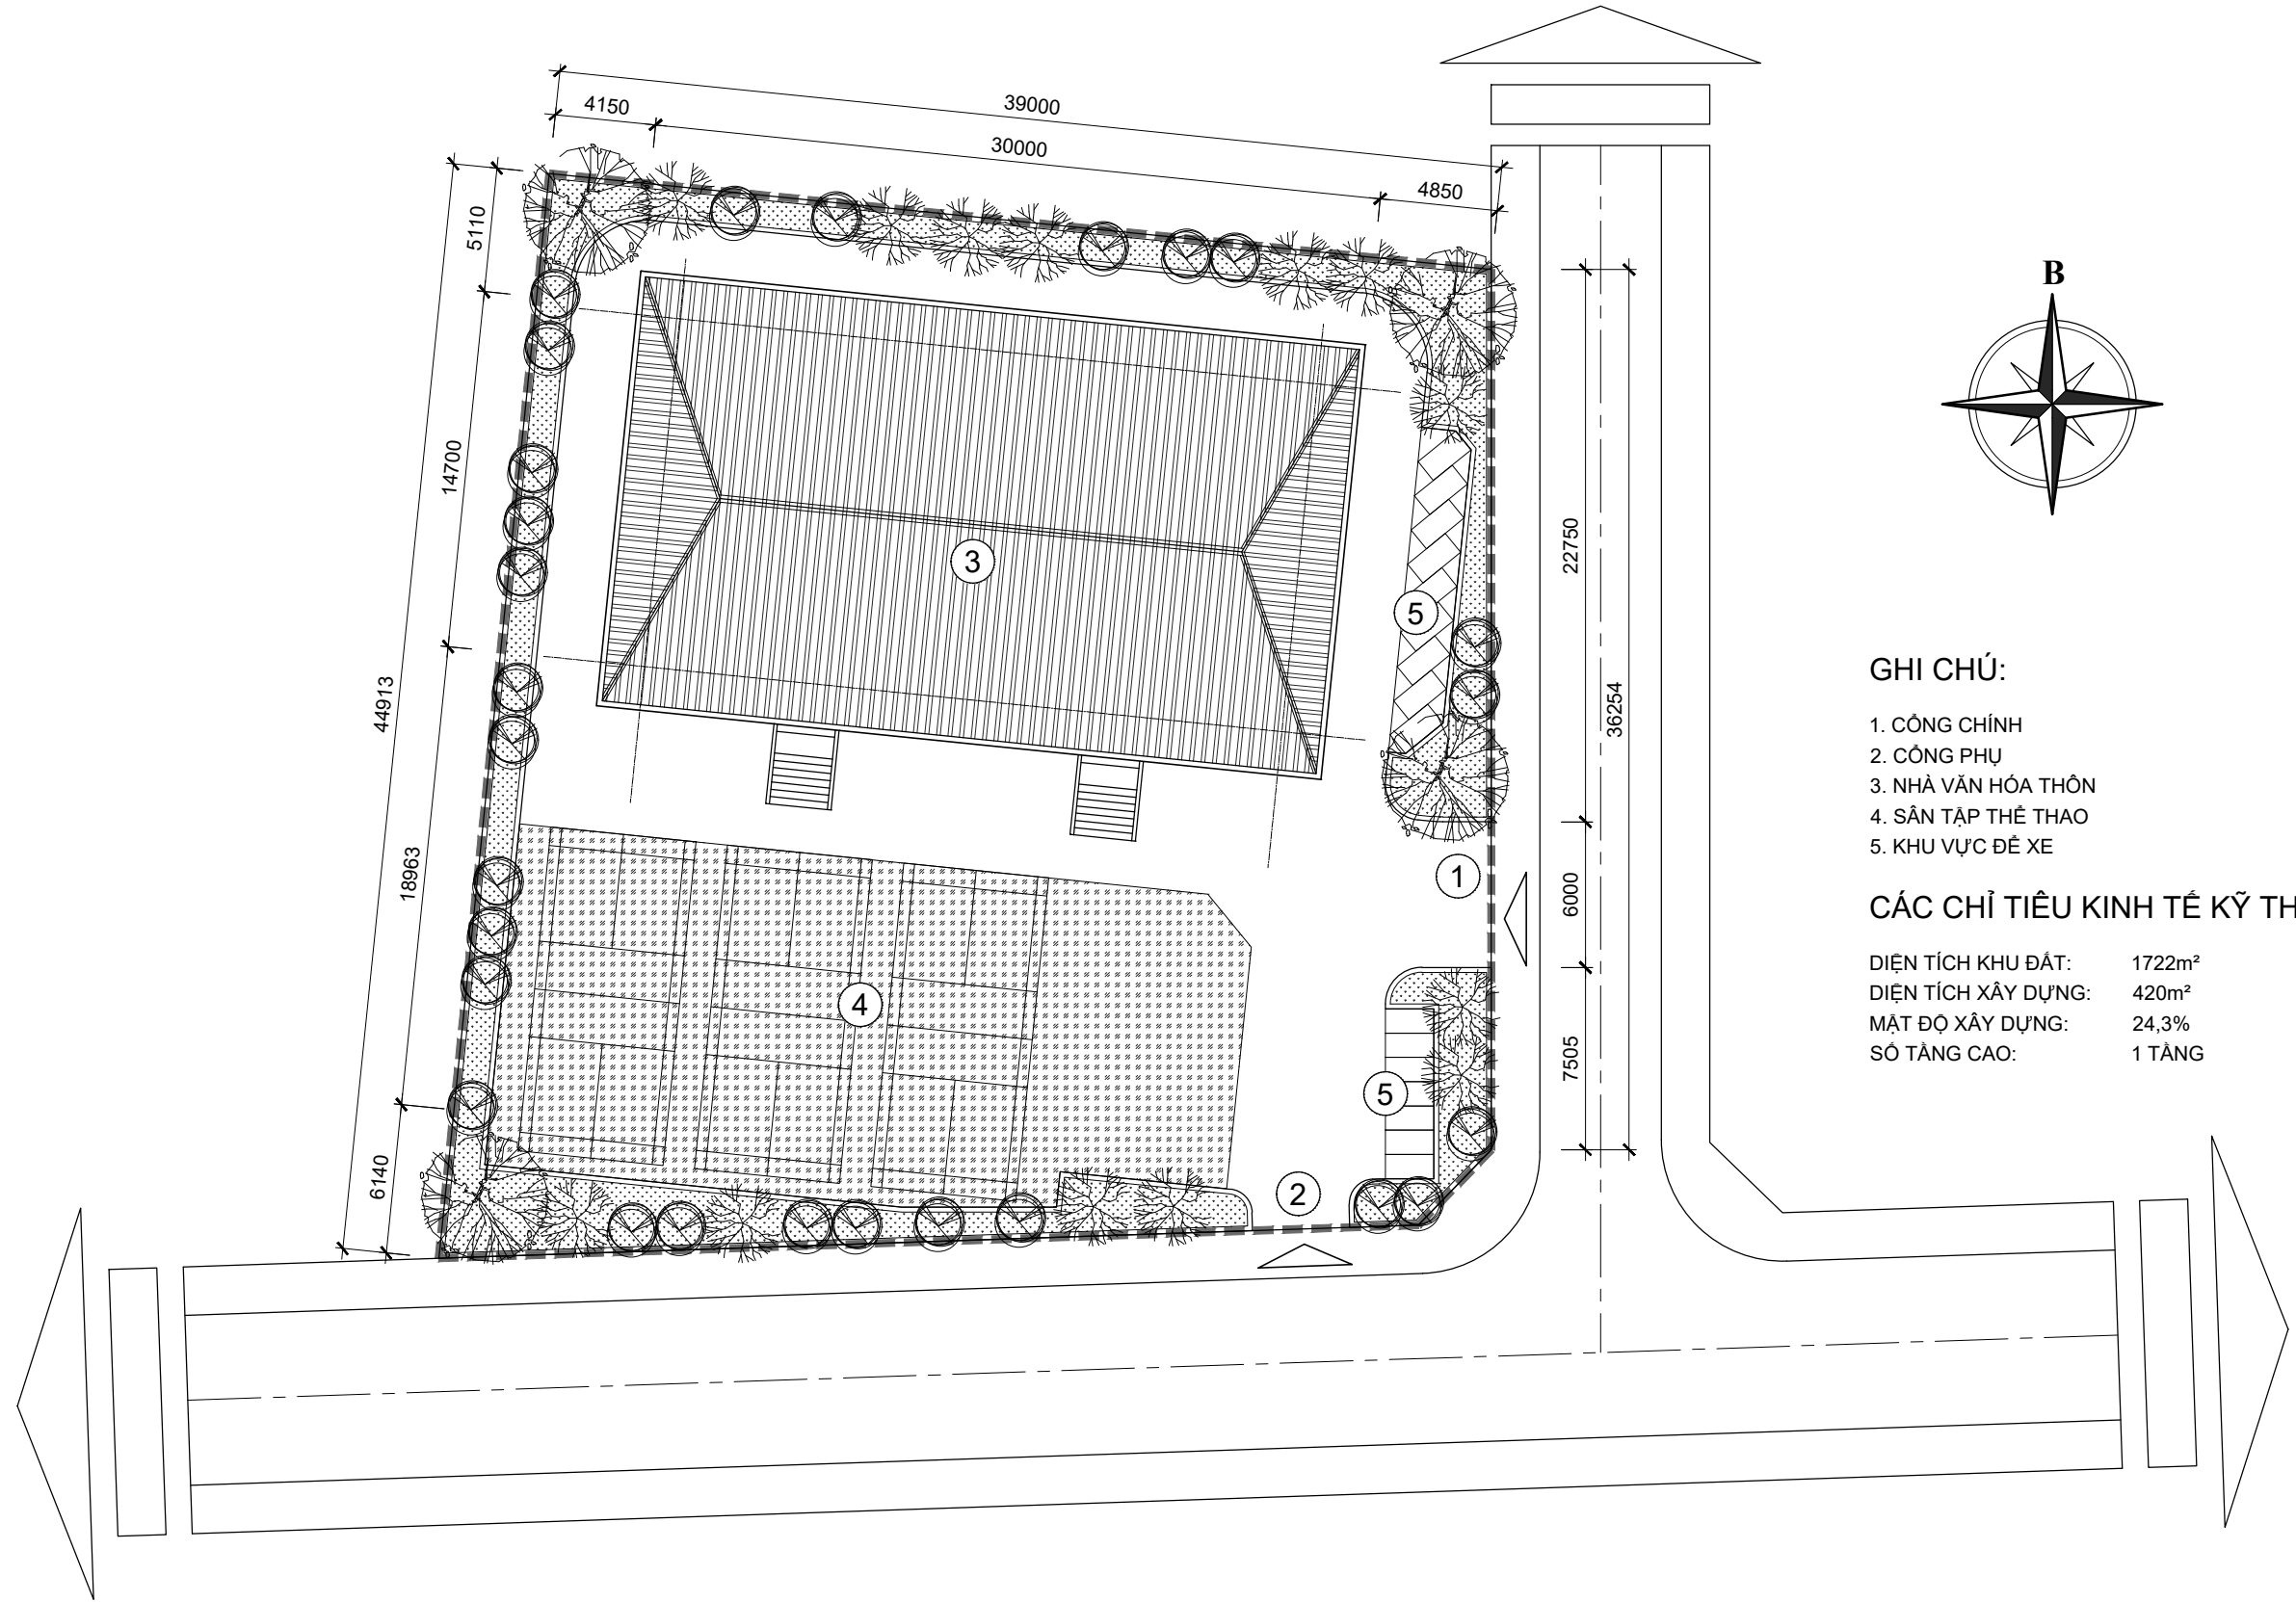 39000
4150
30000
4850
5110
14700
44913
18963
6140
22750
36254
6000
7505
3
5
1
4
5
2
B
GHI CHÚ:
1. CỔNG CHÍNH
2. CỔNG PHỤ
3. NHÀ VĂN HÓA THÔN
4. SÂN TẬP THỂ THAO
5. KHU VỰC ĐỂ XE
CÁC CHỈ TIÊU KINH TẾ KỸ TH
DIỆN TÍCH KHU ĐẤT: 1722m²
DIỆN TÍCH XÂY DỰNG: 420m²
MẬT ĐỘ XÂY DỰNG: 24,3%
SỐ TẦNG CAO: 1 TẦNG